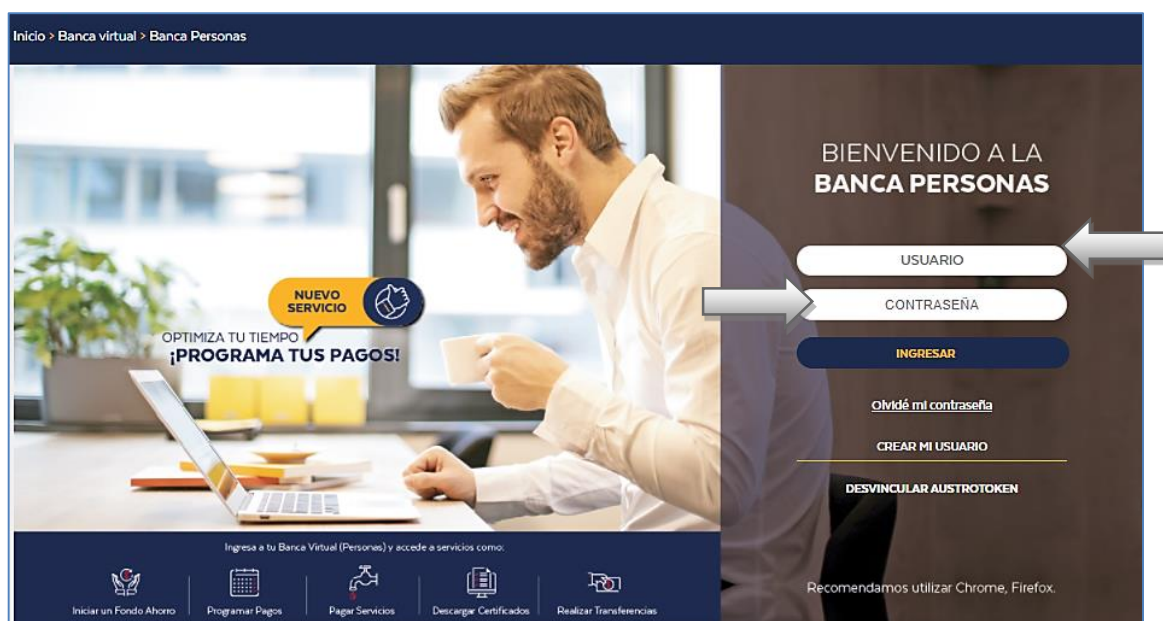 Inicio > Banca virtual > Banca Personas
NUEVO
SERVICIO
OPTIMIZA TU TIEMPO
¡PROGRAMA TUS PAGOS!
Ingresa a tu Banca Virtual (Personas) y accede a servicios como:
Iniciar un Fondo Ahorro
Programar Pagos
Pagar Servicios
Descargar Certificados
Realizar Transferencias
BIENVENIDO A LA
BANCA PERSONAS
USUARIO
CONTRASEÑA
INGRESAR
Olvidé mi contraseña
CREAR MI USUARIO
DESVINCULAR AUSTROTOKEN
Recomendamos utilizar Chrome, Firefox.